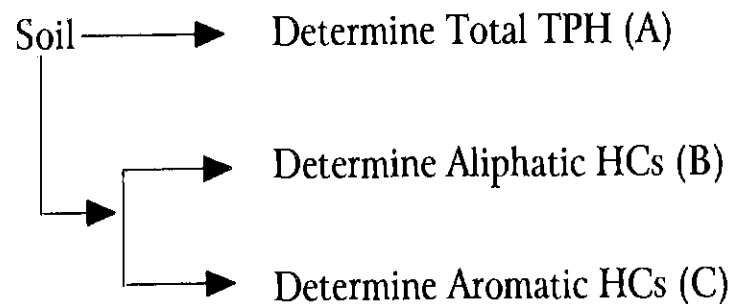 Soil Determine Total TPH (A)
Determine Aliphatic HCs (B)
Determine Aromatic HCs (C)